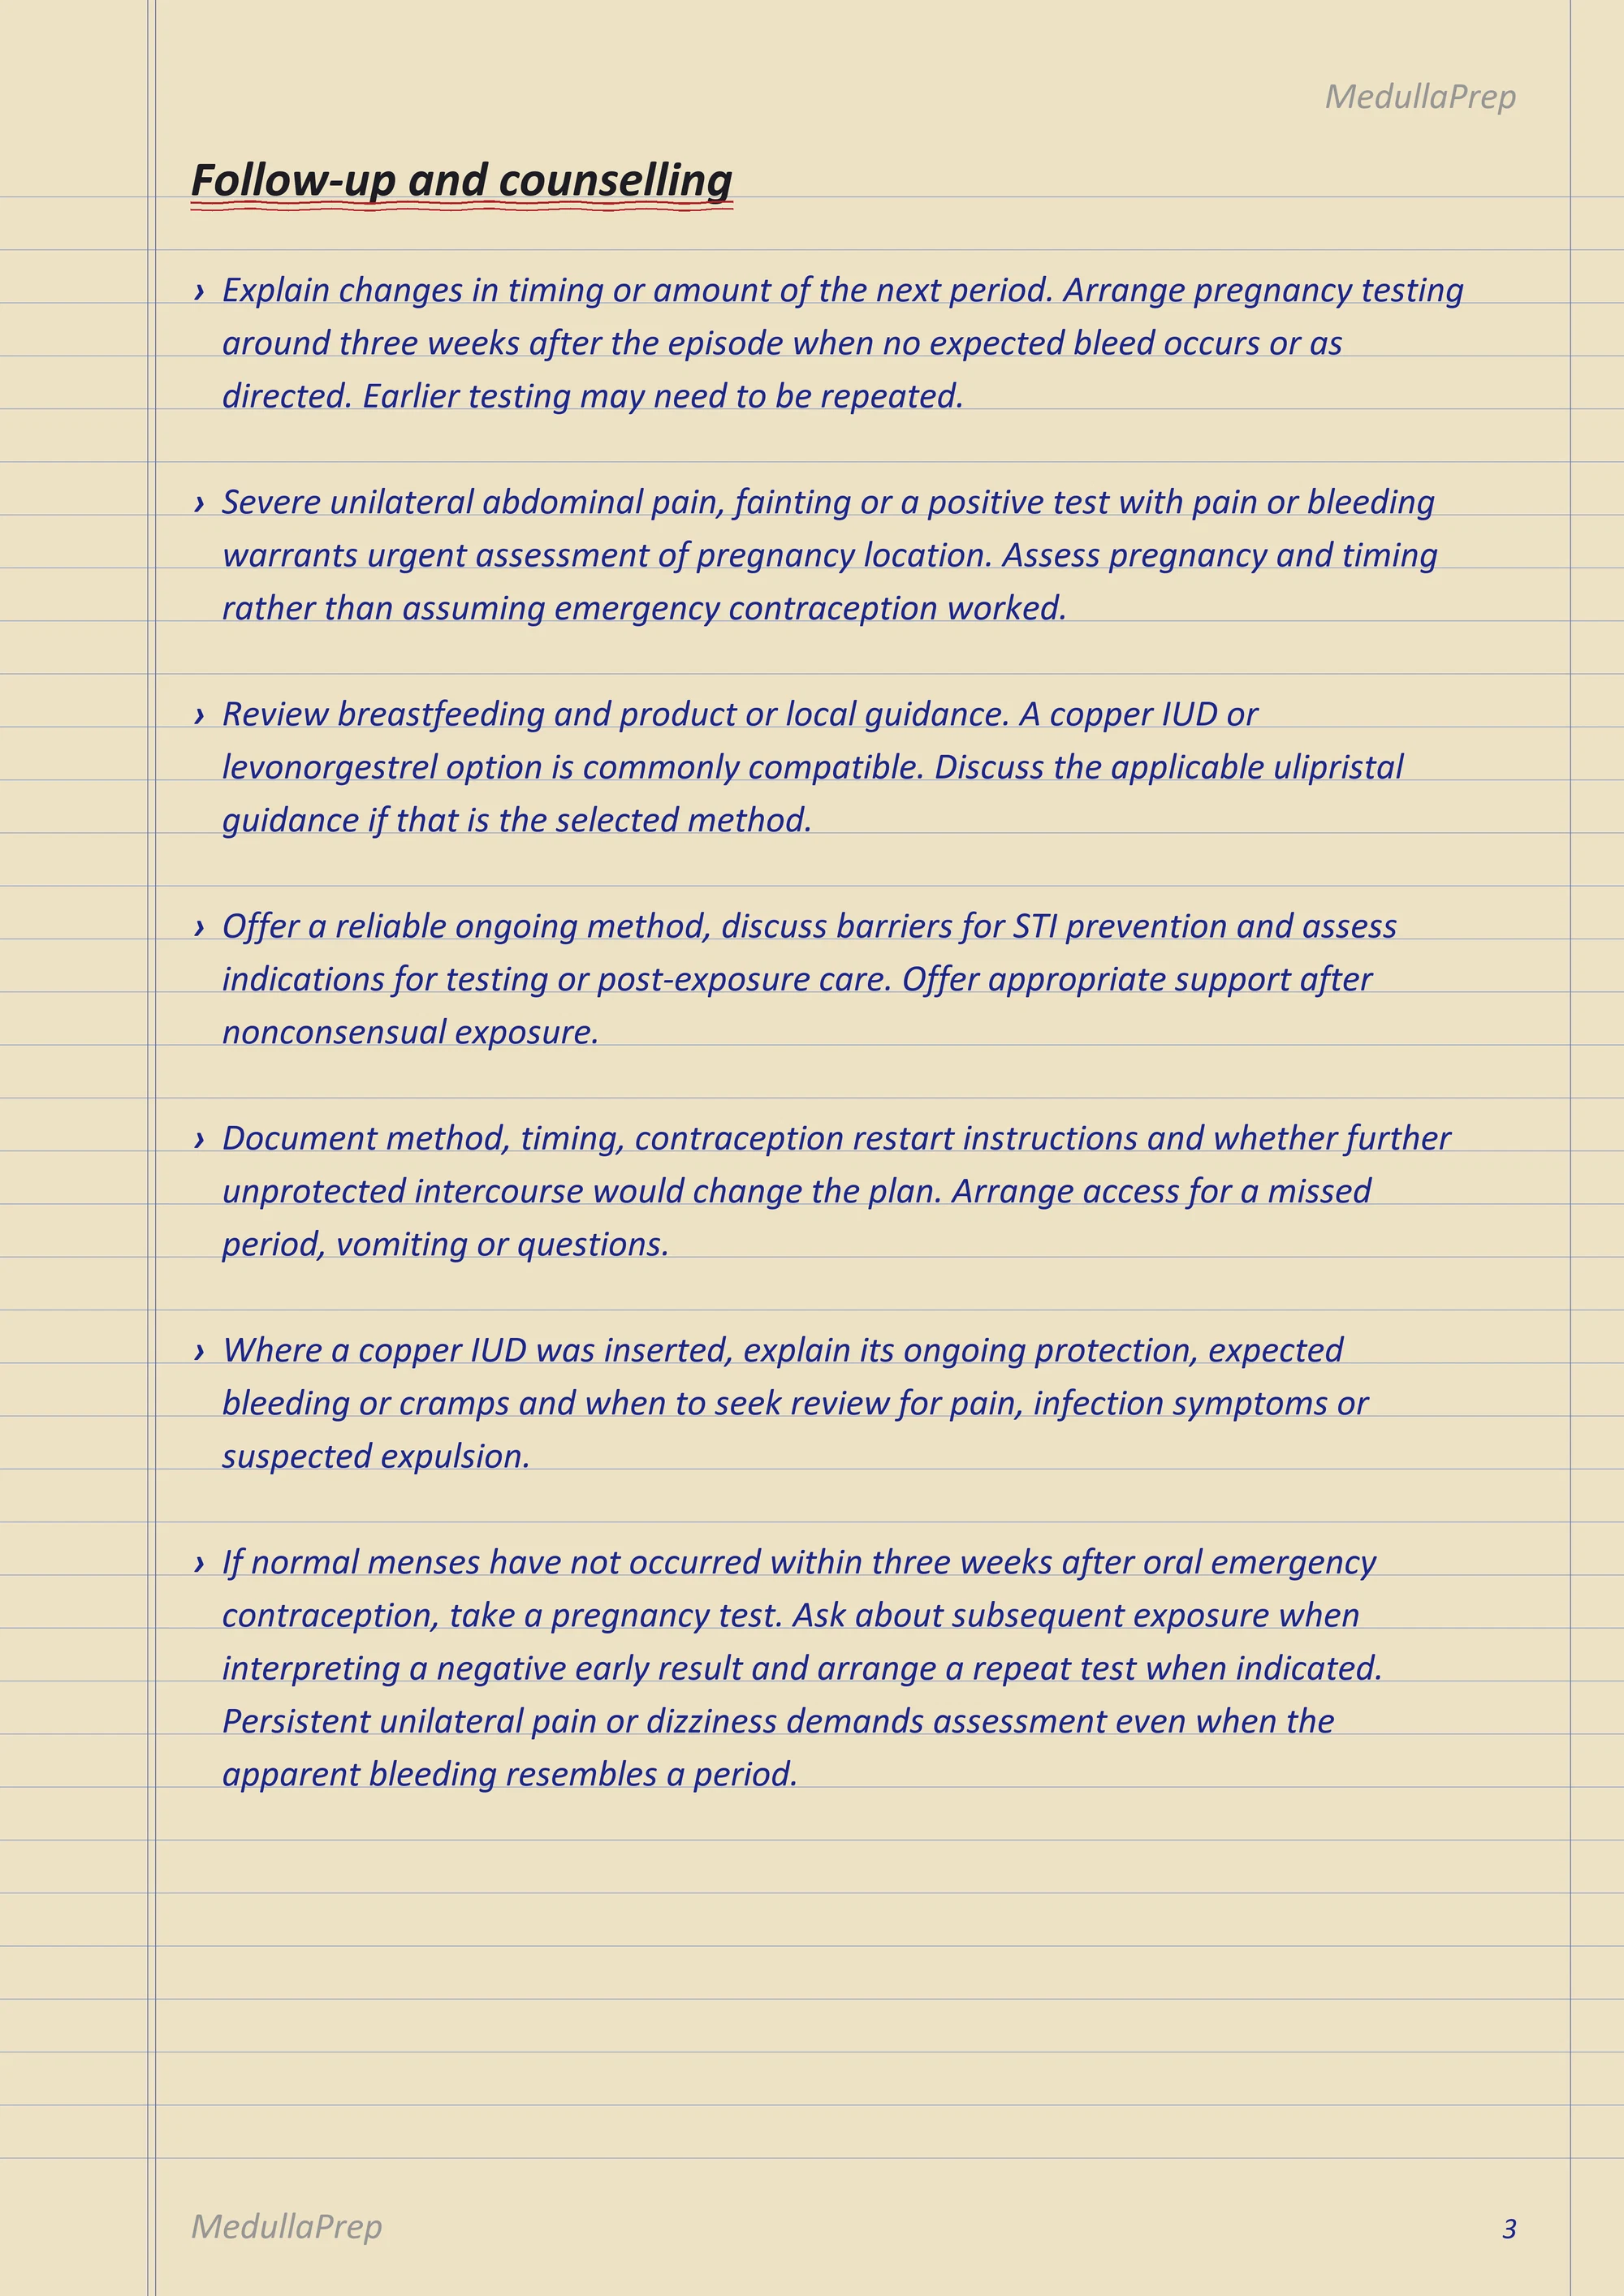 MedullaPrep
Follow-up and counselling
› Explain changes in timing or amount of the next period. Arrange pregnancy testing
around three weeks after the episode when no expected bleed occurs or as
directed. Earlier testing may need to be repeated.
› Severe unilateral abdominal pain, fainting or a positive test with pain or bleeding
warrants urgent assessment of pregnancy location. Assess pregnancy and timing
rather than assuming emergency contraception worked.
› Review breastfeeding and product or local guidance. A copper IUD or
levonorgestrel option is commonly compatible. Discuss the applicable ulipristal
guidance if that is the selected method.
› Offer a reliable ongoing method, discuss barriers for STI prevention and assess
indications for testing or post-exposure care. Offer appropriate support after
nonconsensual exposure.
› Document method, timing, contraception restart instructions and whether further
unprotected intercourse would change the plan. Arrange access for a missed
period, vomiting or questions.
› Where a copper IUD was inserted, explain its ongoing protection, expected
bleeding or cramps and when to seek review for pain, infection symptoms or
suspected expulsion.
› If normal menses have not occurred within three weeks after oral emergency
contraception, take a pregnancy test. Ask about subsequent exposure when
interpreting a negative early result and arrange a repeat test when indicated.
Persistent unilateral pain or dizziness demands assessment even when the
apparent bleeding resembles a period.
MedullaPrep
3